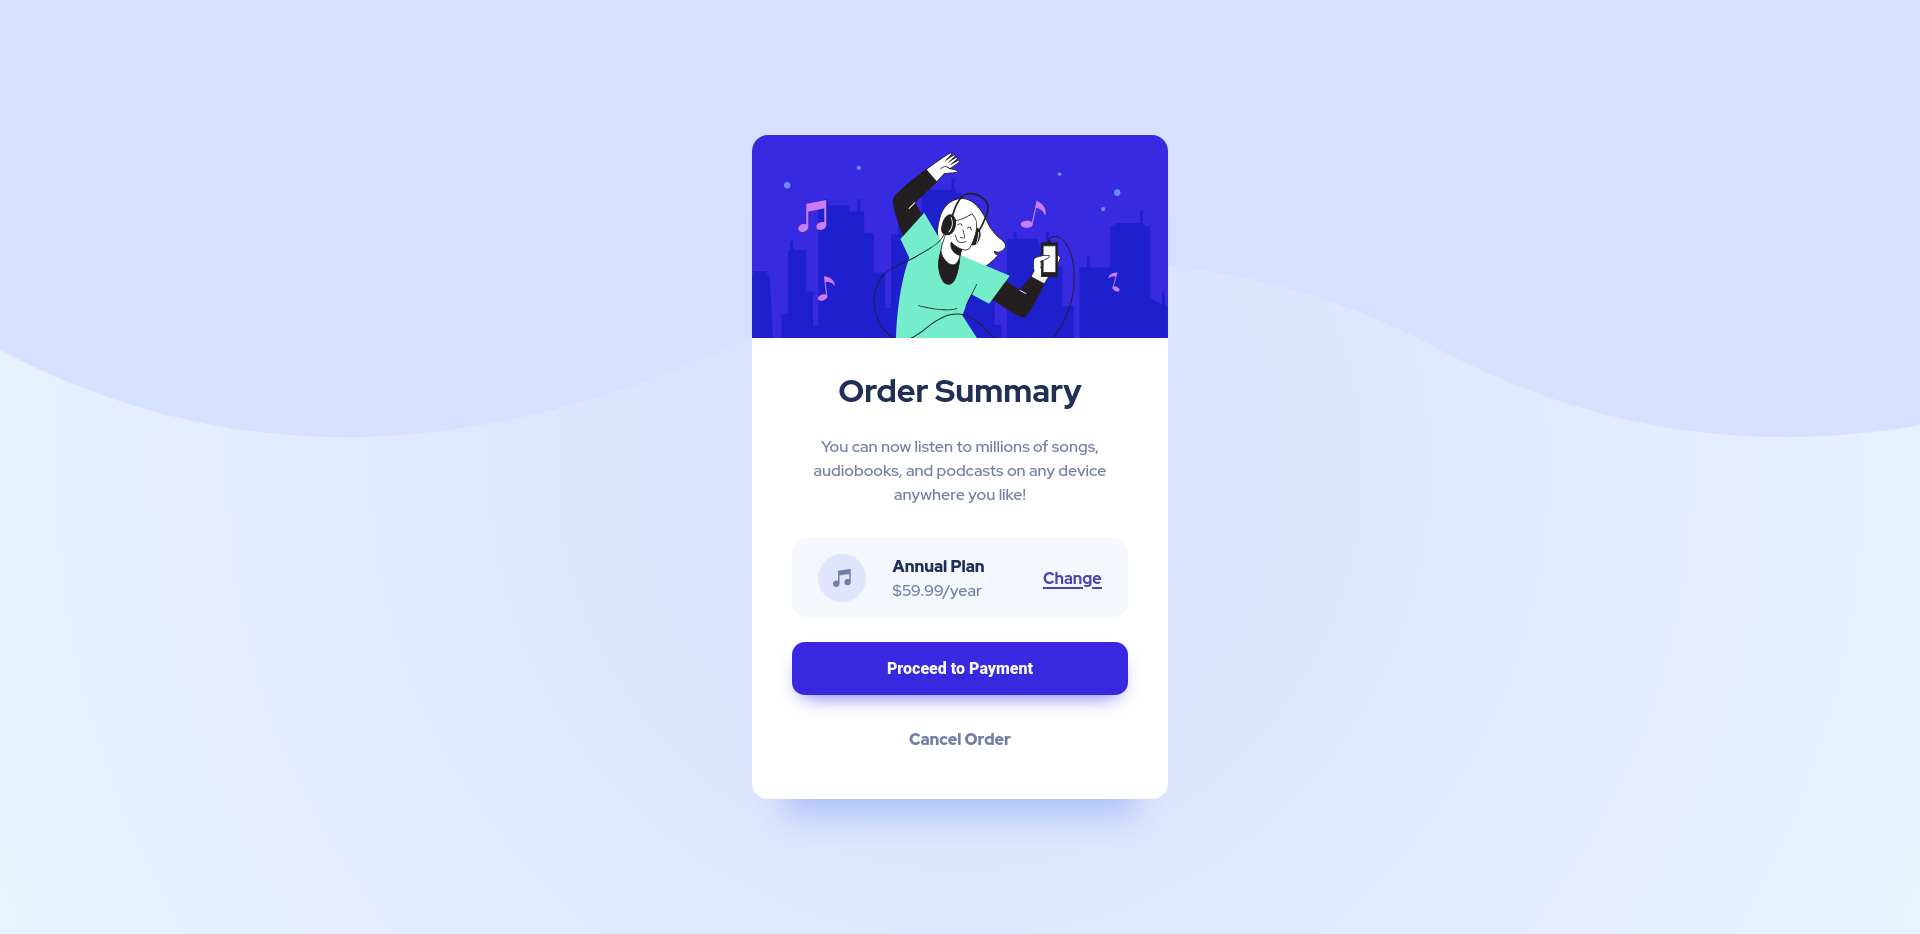 Order Summary
You can now listen to millions of songs,
audiobooks, and podcasts on any device
anywhere you like!
Annual Plan
$59.99/year
Change
Proceed to Payment
Cancel Order